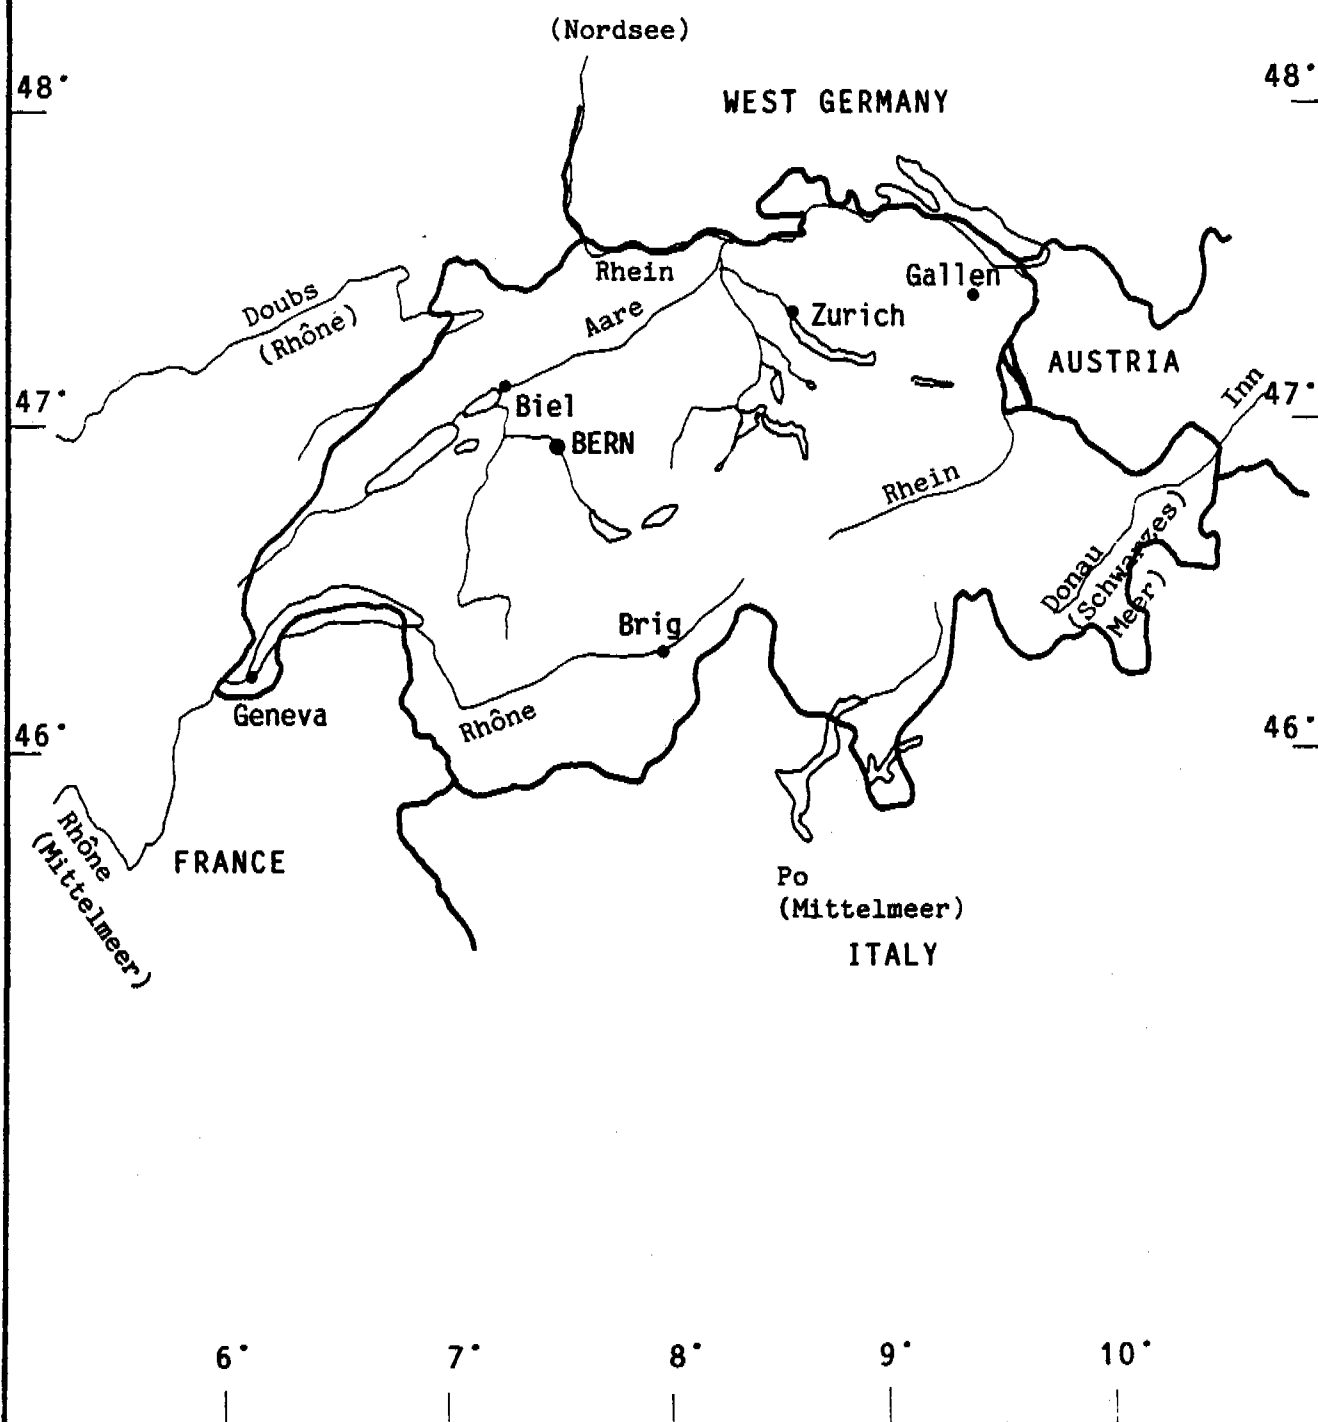 (Nordsee)
48°
48°
WEST GERMANY
Rhein
Gallen
Doubs
(Rhône)
Aare
Zurich
AUSTRIA
Inn
47°
47°
Biel
BERN
Rhein
Donau
(Schwarzes
Meer)
Brig
Geneva
Rhône
46°
46°
Rhône
(Mittelmeer)
FRANCE
Po
(Mittelmeer)
ITALY
6°
7°
8°
9°
10°